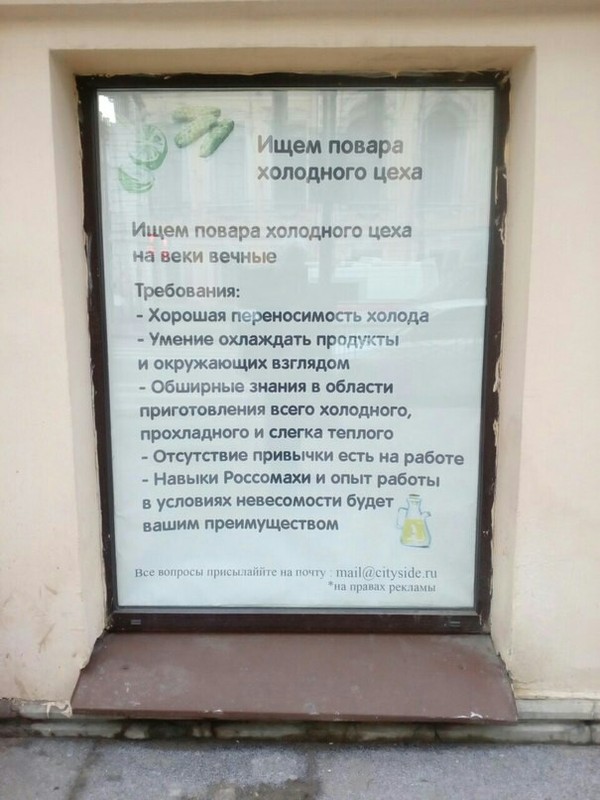 Ищем повара
холодного цеха
Ищем повара холодного цеха
на веки вечные
Требования:
- Хорошая переносимость холода
- Умение охлаждать продукты
и окружающих взглядом
- Обширные знания в области
приготовления всего холодного,
прохладного и слегка теплого
- Отсутствие привычки есть на работе
- Навыки Россомахи и опыт работы
в условиях невесомости будет
вашим преимуществом
Все вопросы присылаййте на почту : mail@cityside.ru
*на правах рекламы